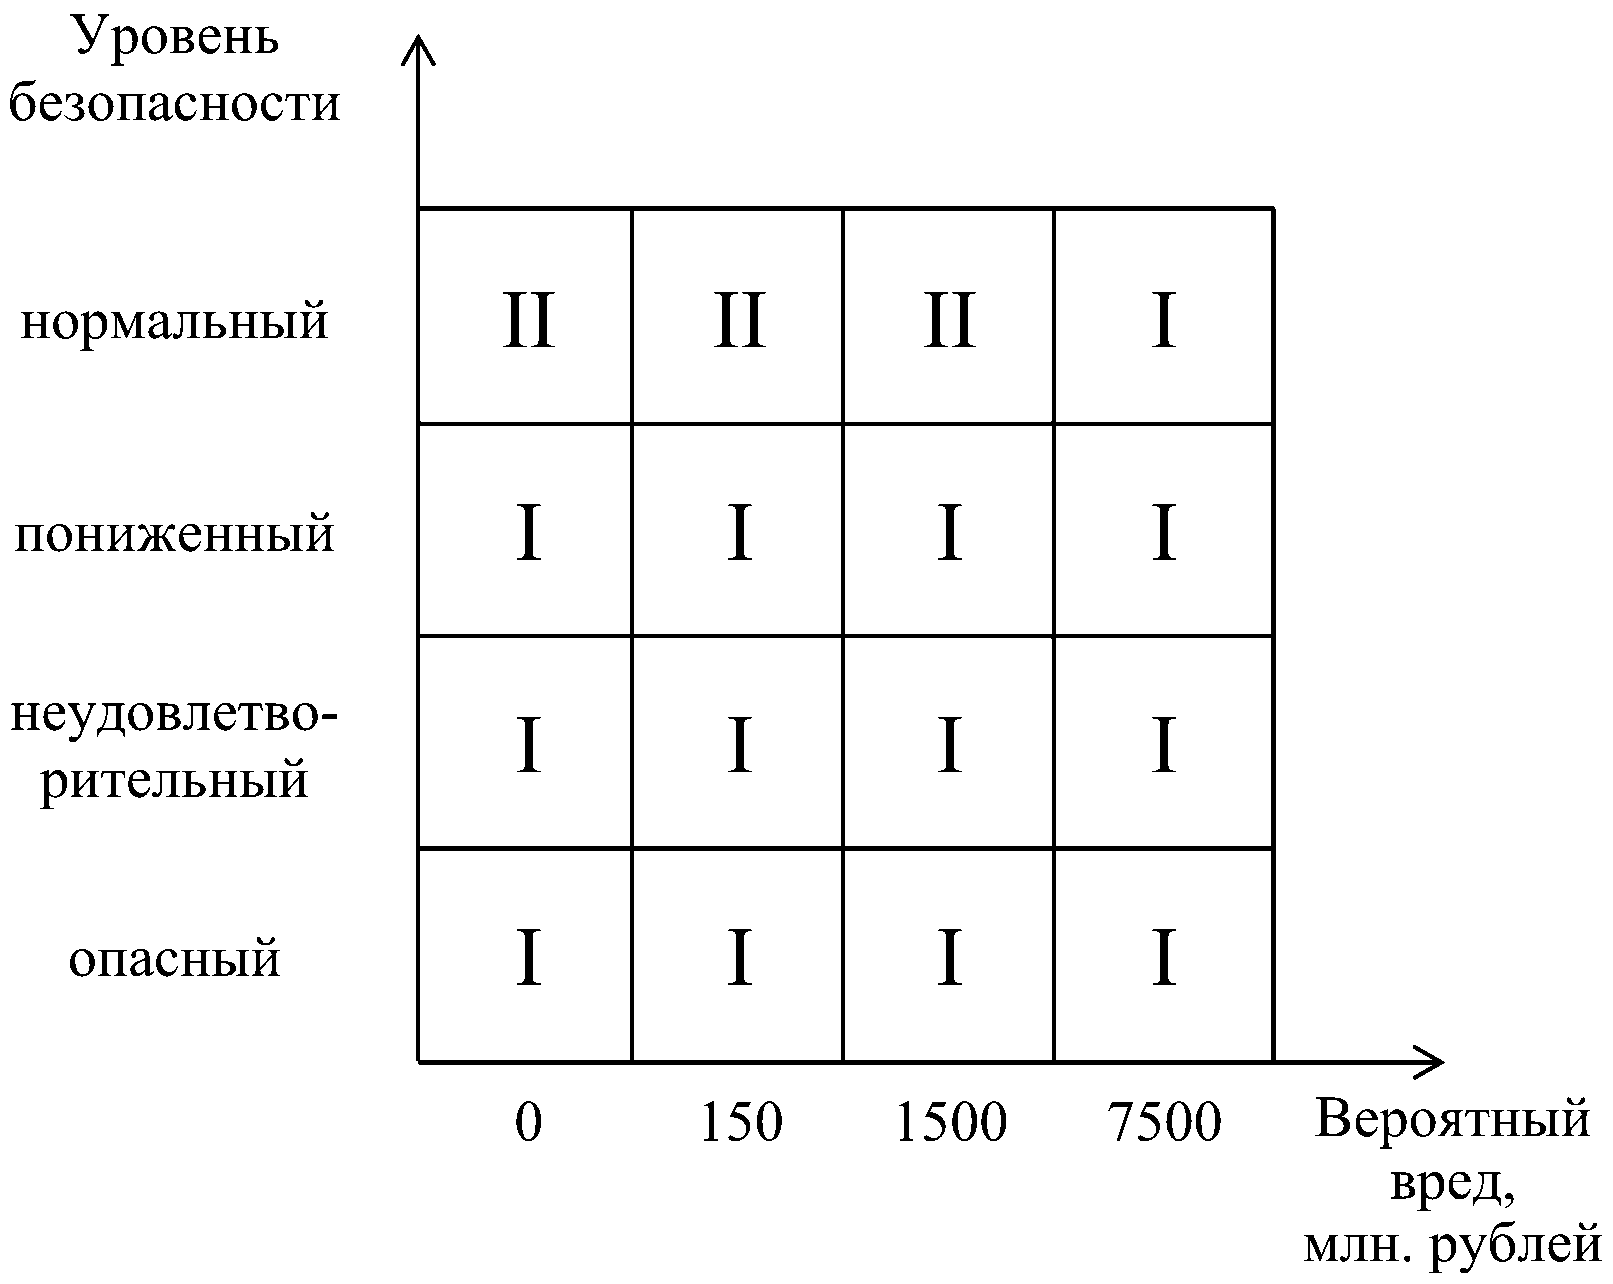 Уровень
безопасности
нормальный II II II I
пониженный I I I I
неудовлетво-
рительный I I I I
опасный I I I I
0 150 1500 7500 Вероятный
вред,
млн. рублей